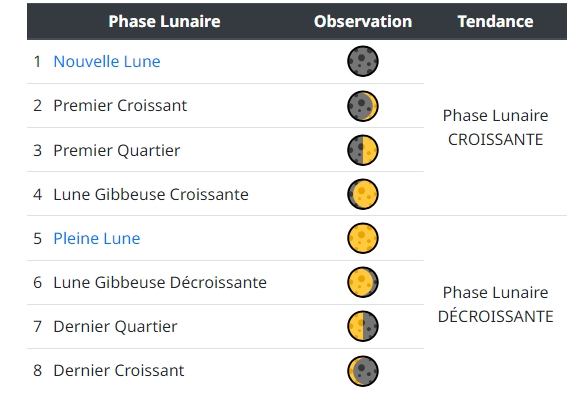 Phase Lunaire Observation Tendance
1 Nouvelle Lune
2 Premier Croissant
Phase Lunaire
CROISSANTE
3 Premier Quartier
4 Lune Gibbeuse Croissante
5 Pleine Lune
6 Lune Gibbeuse Décroissante
Phase Lunaire
DÉCROISSANTE
7 Dernier Quartier
8 Dernier Croissant